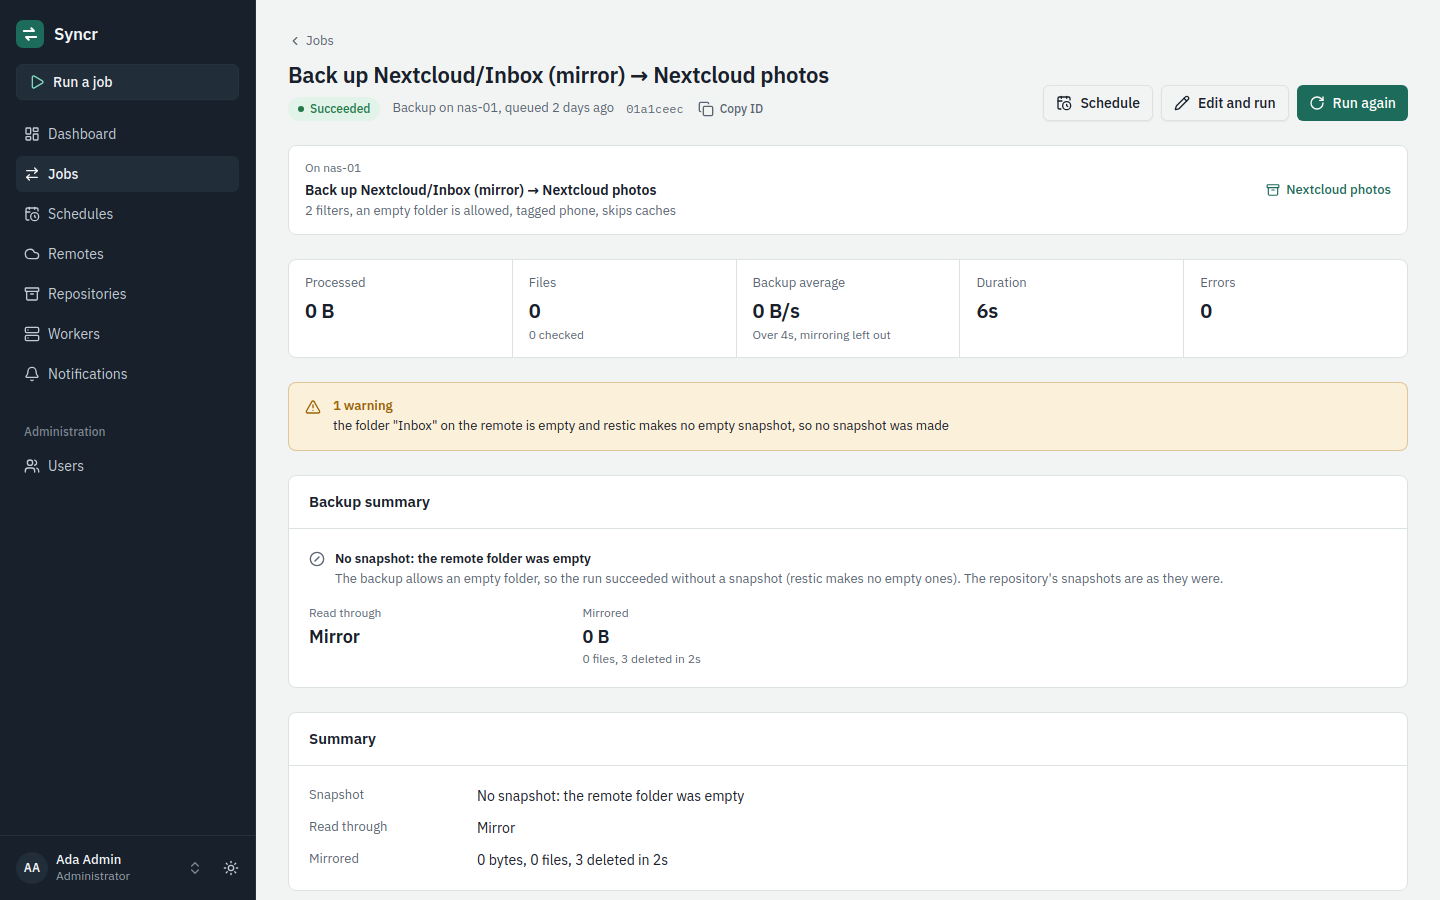 Syncr
Run a job
Dashboard
Jobs
Schedules
Remotes
Repositories
Workers
Notifications
Administration
Users
AA
Ada Admin
Administrator
Jobs
Back up Nextcloud/Inbox (mirror) → Nextcloud photos
Succeeded
Backup on nas-01, queued 2 days ago
01a1ceec
Copy ID
Schedule
Edit and run
Run again
On nas-01
Back up Nextcloud/Inbox (mirror) → Nextcloud photos
2 filters, an empty folder is allowed, tagged phone, skips caches
Nextcloud photos
Processed
0 B
Files
0
0 checked
Backup average
0 B/s
Over 4s, mirroring left out
Duration
6s
Errors
0
1 warning
the folder "Inbox" on the remote is empty and restic makes no empty snapshot, so no snapshot was made
Backup summary
No snapshot: the remote folder was empty
The backup allows an empty folder, so the run succeeded without a snapshot (restic makes no empty ones). The repository's snapshots are as they were.
Read through
Mirror
Mirrored
0 B
0 files, 3 deleted in 2s
Summary
Snapshot
No snapshot: the remote folder was empty
Read through
Mirror
Mirrored
0 bytes, 0 files, 3 deleted in 2s